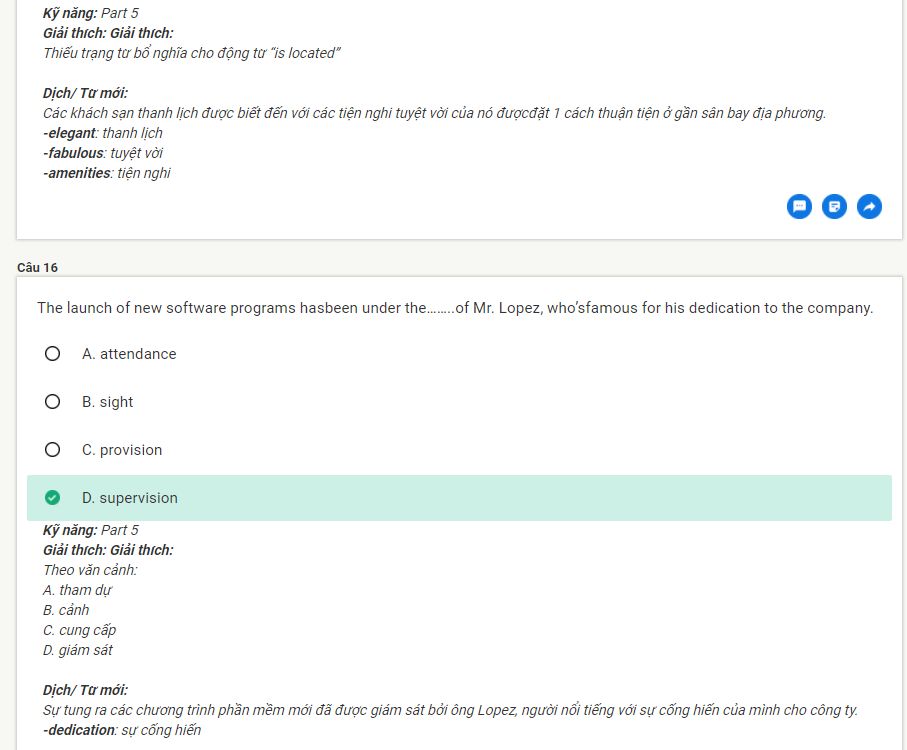 Kỹ năng: Part 5
Giải thích: Giải thích:
Thiếu trạng từ bổ nghĩa cho động từ “is located”
Dịch/ Từ mới:
Các khách sạn thanh lịch được biết đến với các tiện nghi tuyệt vời của nó đượcđặt 1 cách thuận tiện ở gần sân bay địa phương.
-elegant: thanh lịch
-fabulous: tuyệt vời
-amenities: tiện nghi
Câu 16
The launch of new software programs hasbeen under the........of Mr. Lopez, who’sfamous for his dedication to the company.
A. attendance
B. sight
C. provision
D. supervision
Kỹ năng: Part 5
Giải thích: Giải thích:
Theo văn cảnh:
A. tham dự
B. cảnh
C. cung cấp
D. giám sát
Dịch/ Từ mới:
Sự tung ra các chương trình phần mềm mới đã được giám sát bởi ông Lopez, người nổi tiếng với sự cống hiến của mình cho công ty.
-dedication: sự cống hiến